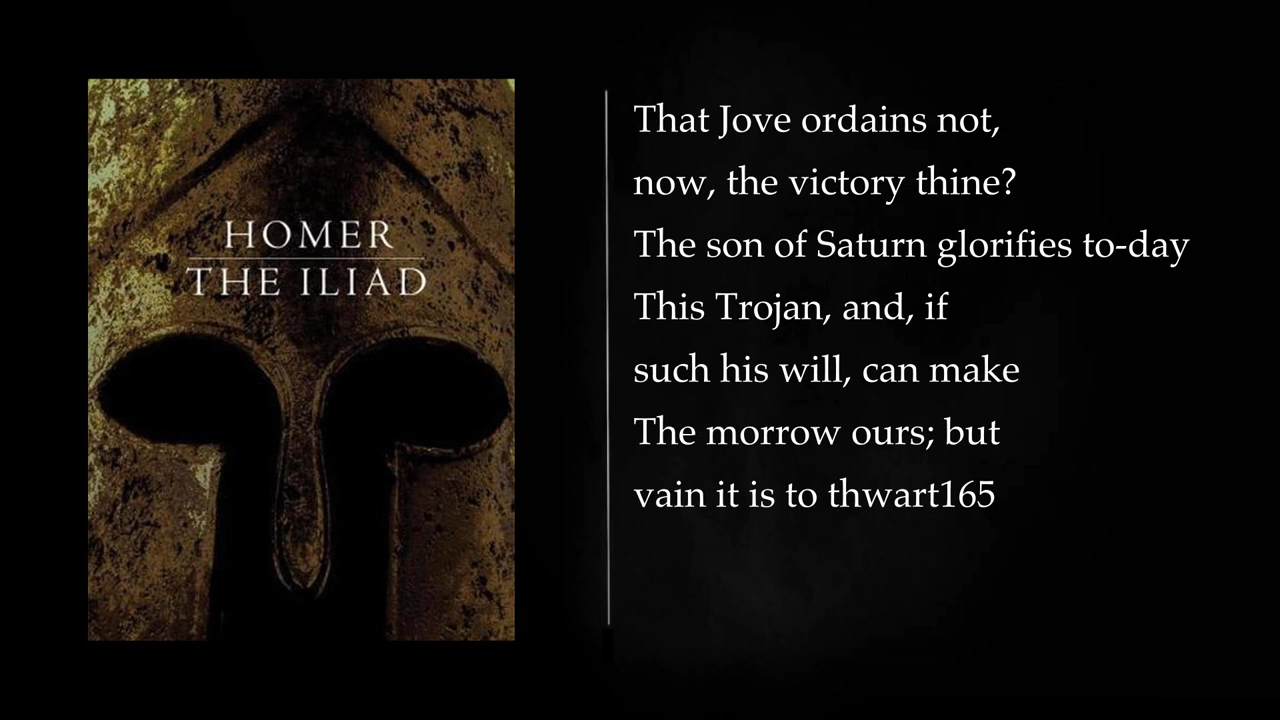 HOMER
THE ILIAD
That Jove ordains not,
now, the victory thine?
The son of Saturn glorifies to-day
This Trojan, and, if
such his will, can make
The morrow ours; but
vain it is to thwart165